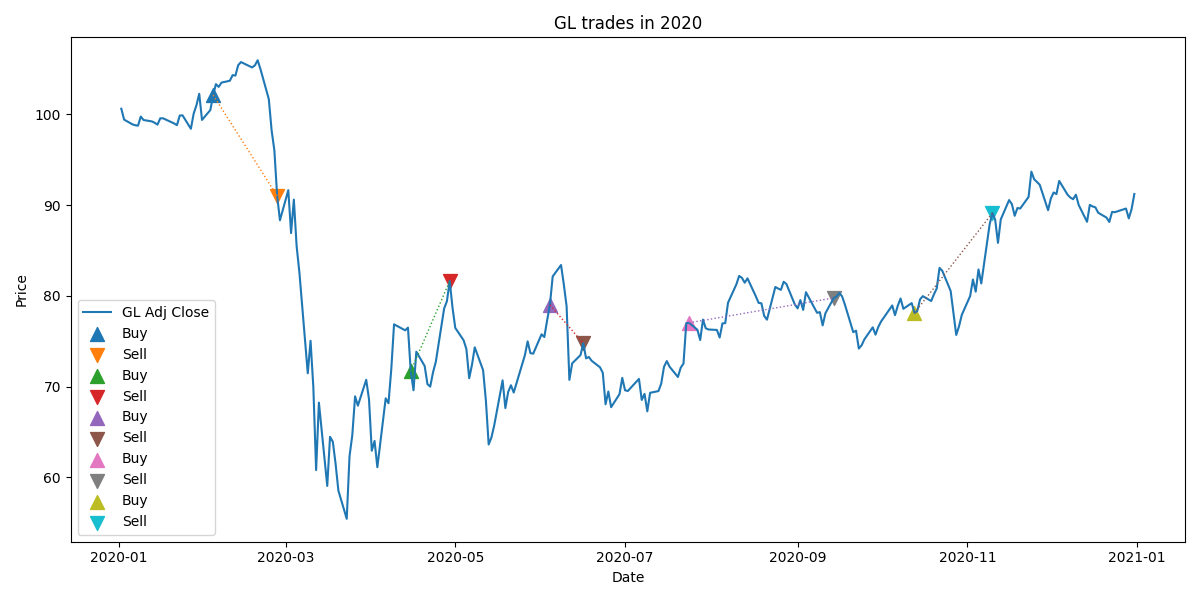 GL trades in 2020
Price
100
90
80
70
60
GL Adj Close
Buy
Sell
Buy
Sell
Buy
Sell
Buy
Sell
Buy
Sell
2020-01
2020-03
2020-05
2020-07
2020-09
2020-11
2021-01
Date